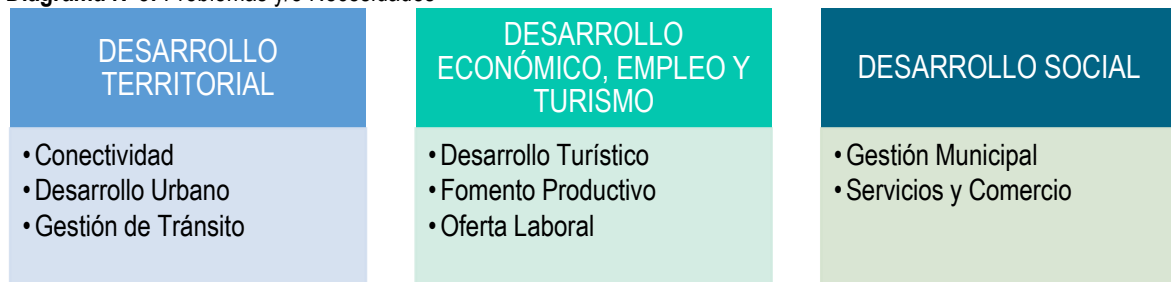 DESARROLLO
TERRITORIAL
• Conectividad
• Desarrollo Urbano
• Gestión de Tránsito
DESARROLLO
ECONÓMICO, EMPLEO Y
TURISMO
• Desarrollo Turístico
• Fomento Productivo
• Oferta Laboral
DESARROLLO SOCIAL
• Gestión Municipal
• Servicios y Comercio